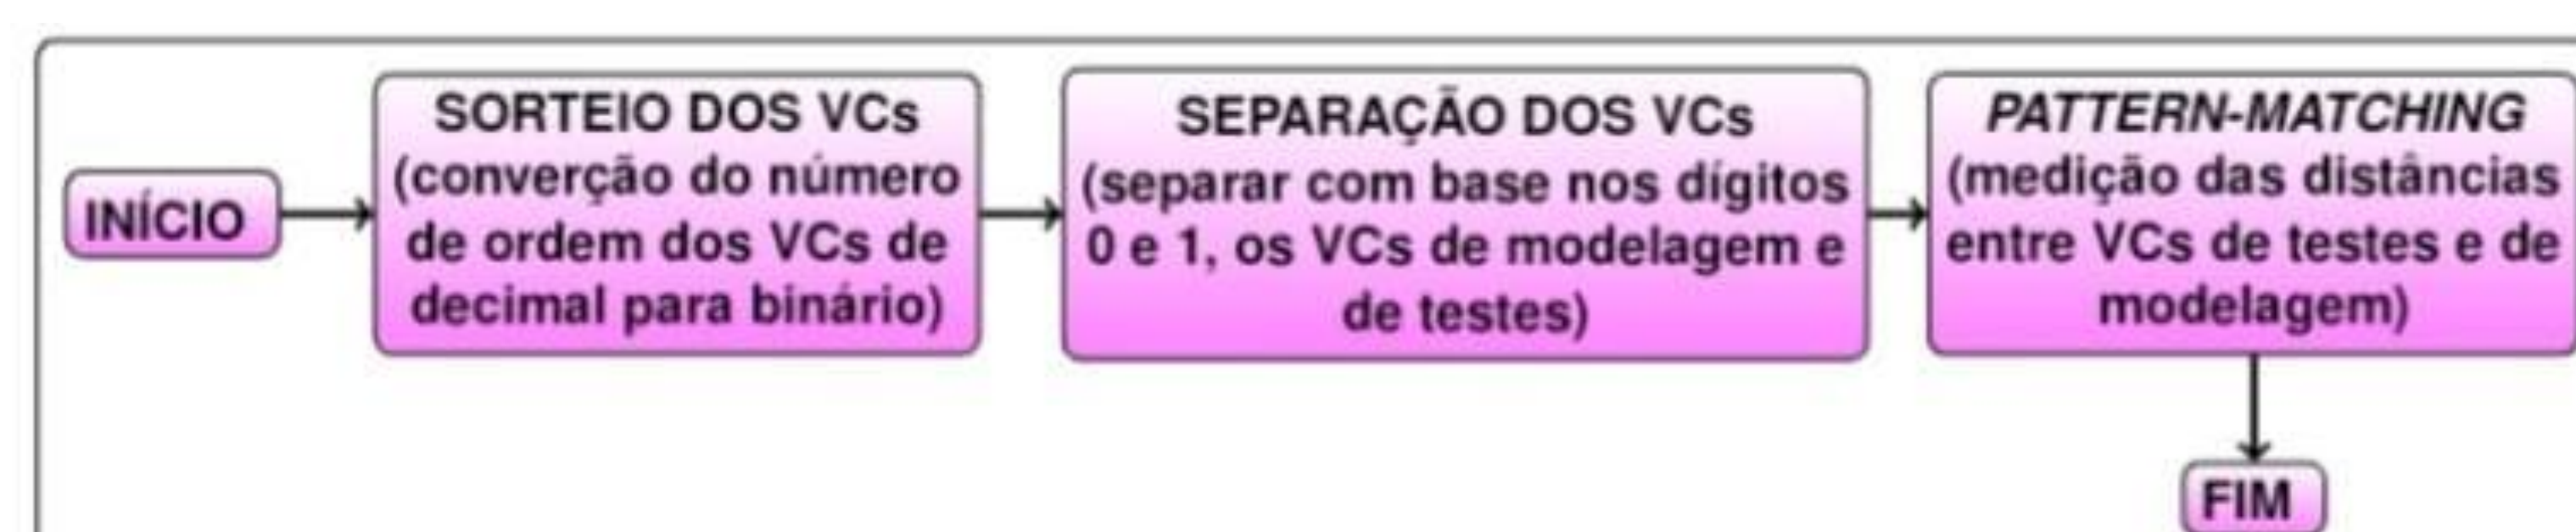 INÍCIO
SORTEIO DOS VCs
(converção do número
de ordem dos VCs de
decimal para binário)
SEPARAÇÃO DOS VCs
(separar com base nos dígitos
0 e 1, os VCs de modelagem e
de testes)
PATTERN-MATCHING
(medição das distâncias
entre VCs de testes e de
modelagem)
FIM